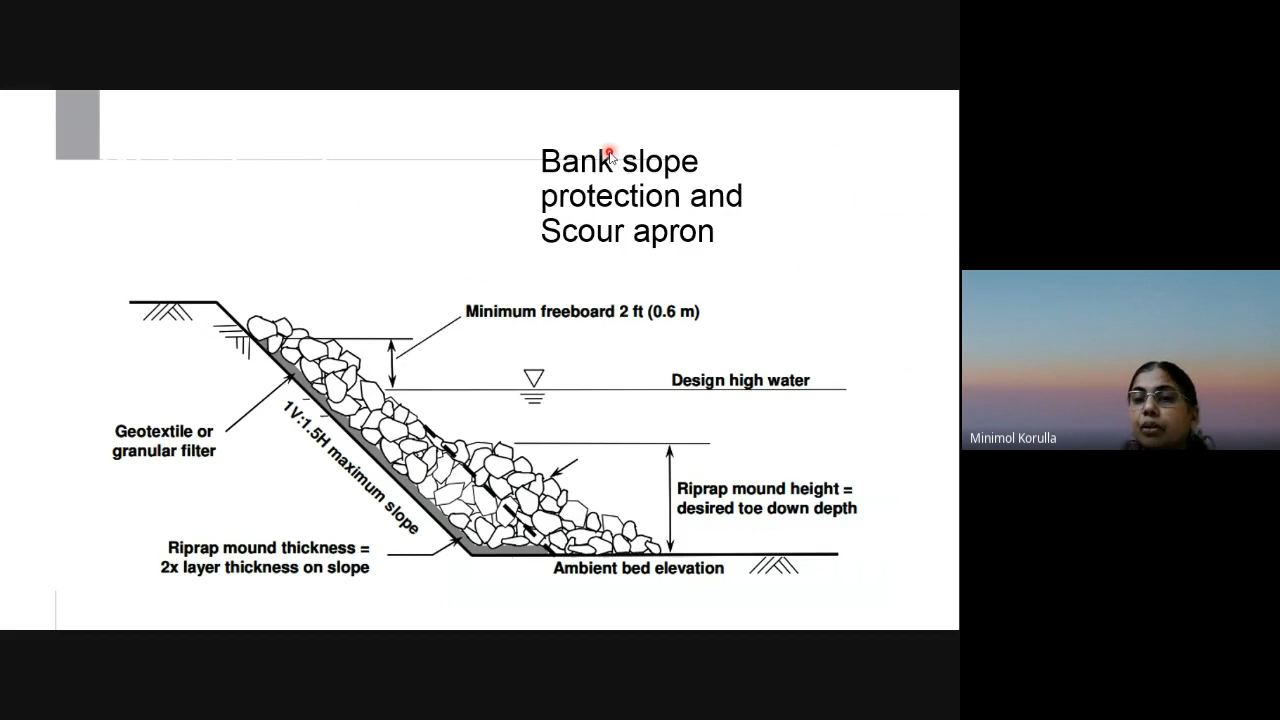 Bank slope
protection and
Scour apron
Minimum freeboard 2 ft (0.6 m)
Design high water
Geotextile or
granular filter
1V:1.5H maximum slope
Riprap mound height =
desired toe down depth
Riprap mound thickness =
2x layer thickness on slope
Ambient bed elevation
Minimol Korulla